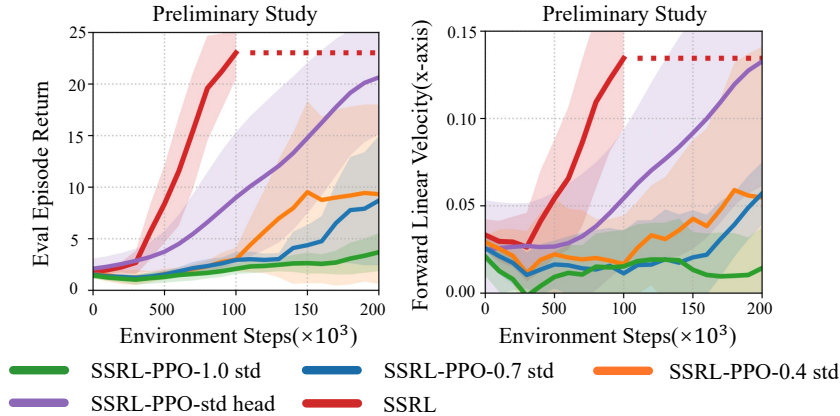 Preliminary Study
25
20
15
10
5
0
Eval Episode Return
0 500 100 150 200
Environment Steps(×10³)
Preliminary Study
0.15
0.10
0.05
0.00
Forward Linear Velocity(x-axis)
0 500 100 150 200
Environment Steps(×10³)
SSRL-PPO-1.0 std SSRL-PPO-0.7 std SSRL-PPO-0.4 std
SSRL-PPO-std head SSRL